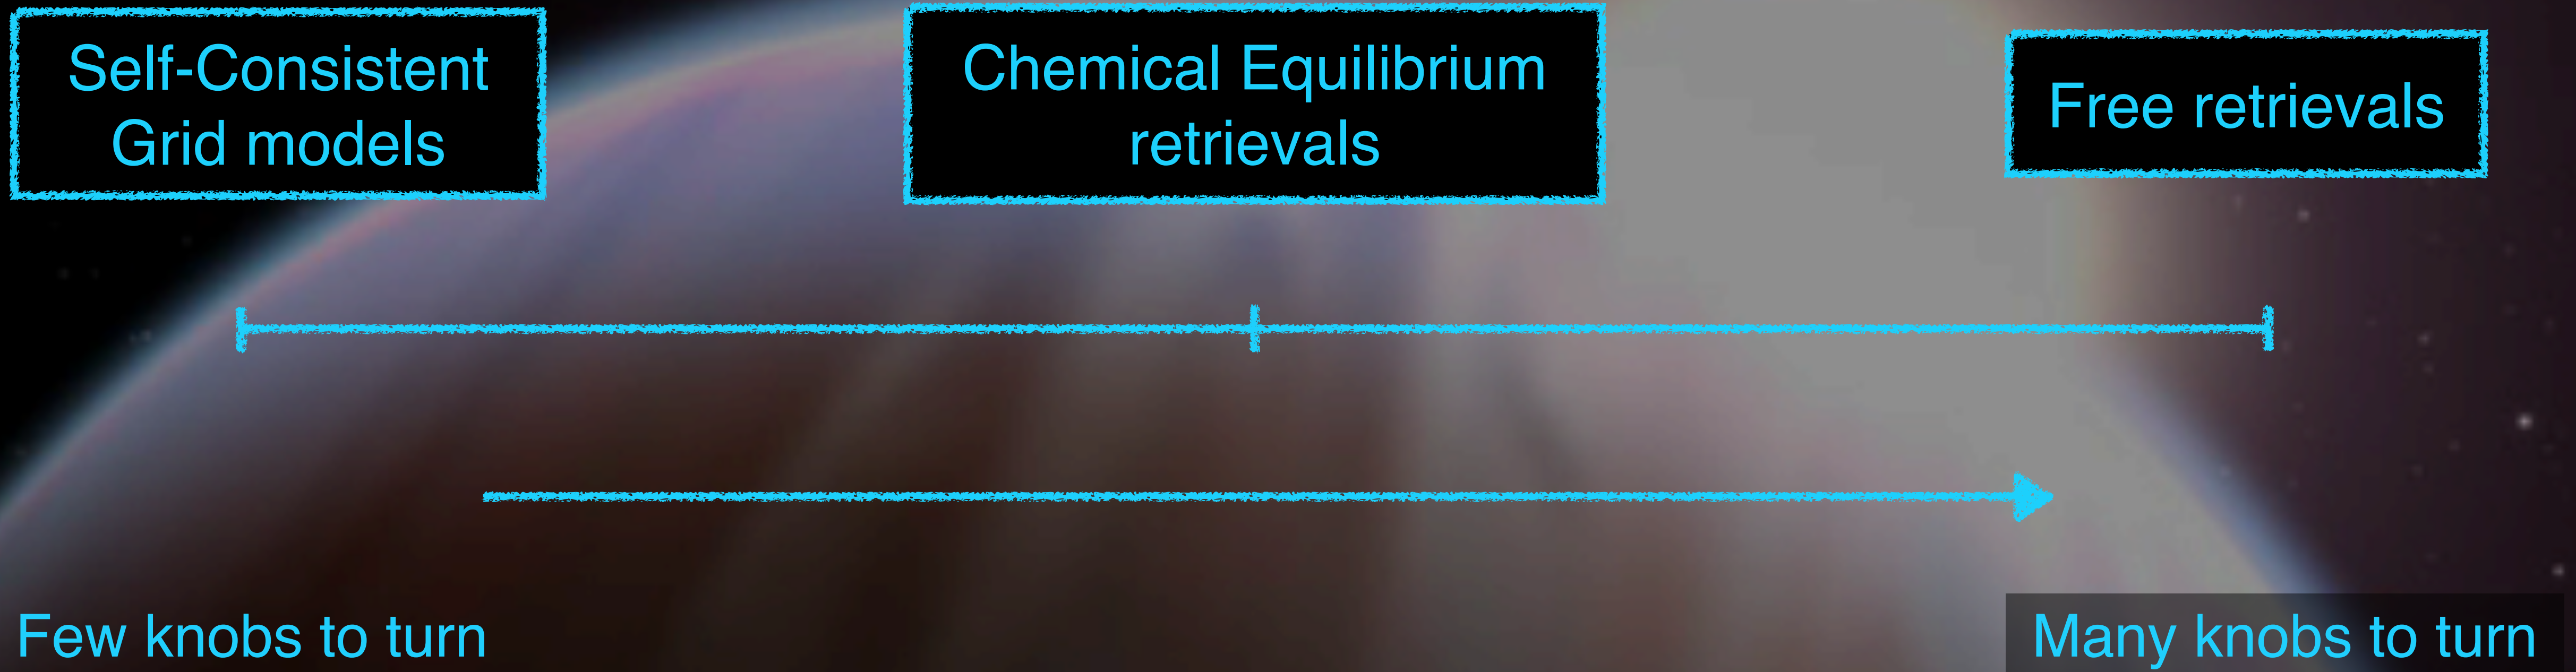 Self-Consistent
Grid models
Chemical Equilibrium
retrievals
Free retrievals
Few knobs to turn
Many knobs to turn